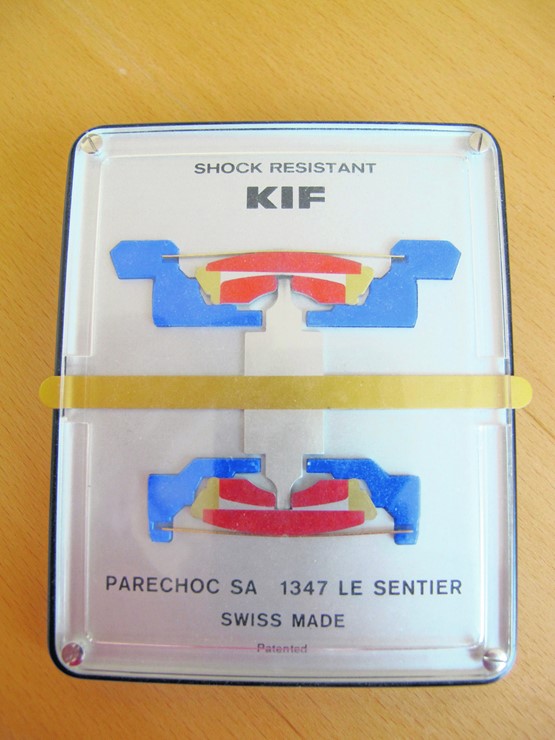 SHOCK RESISTANT
KIF
PARECHOC SA 1347 LE SENTIER
SWISS MADE
Patented